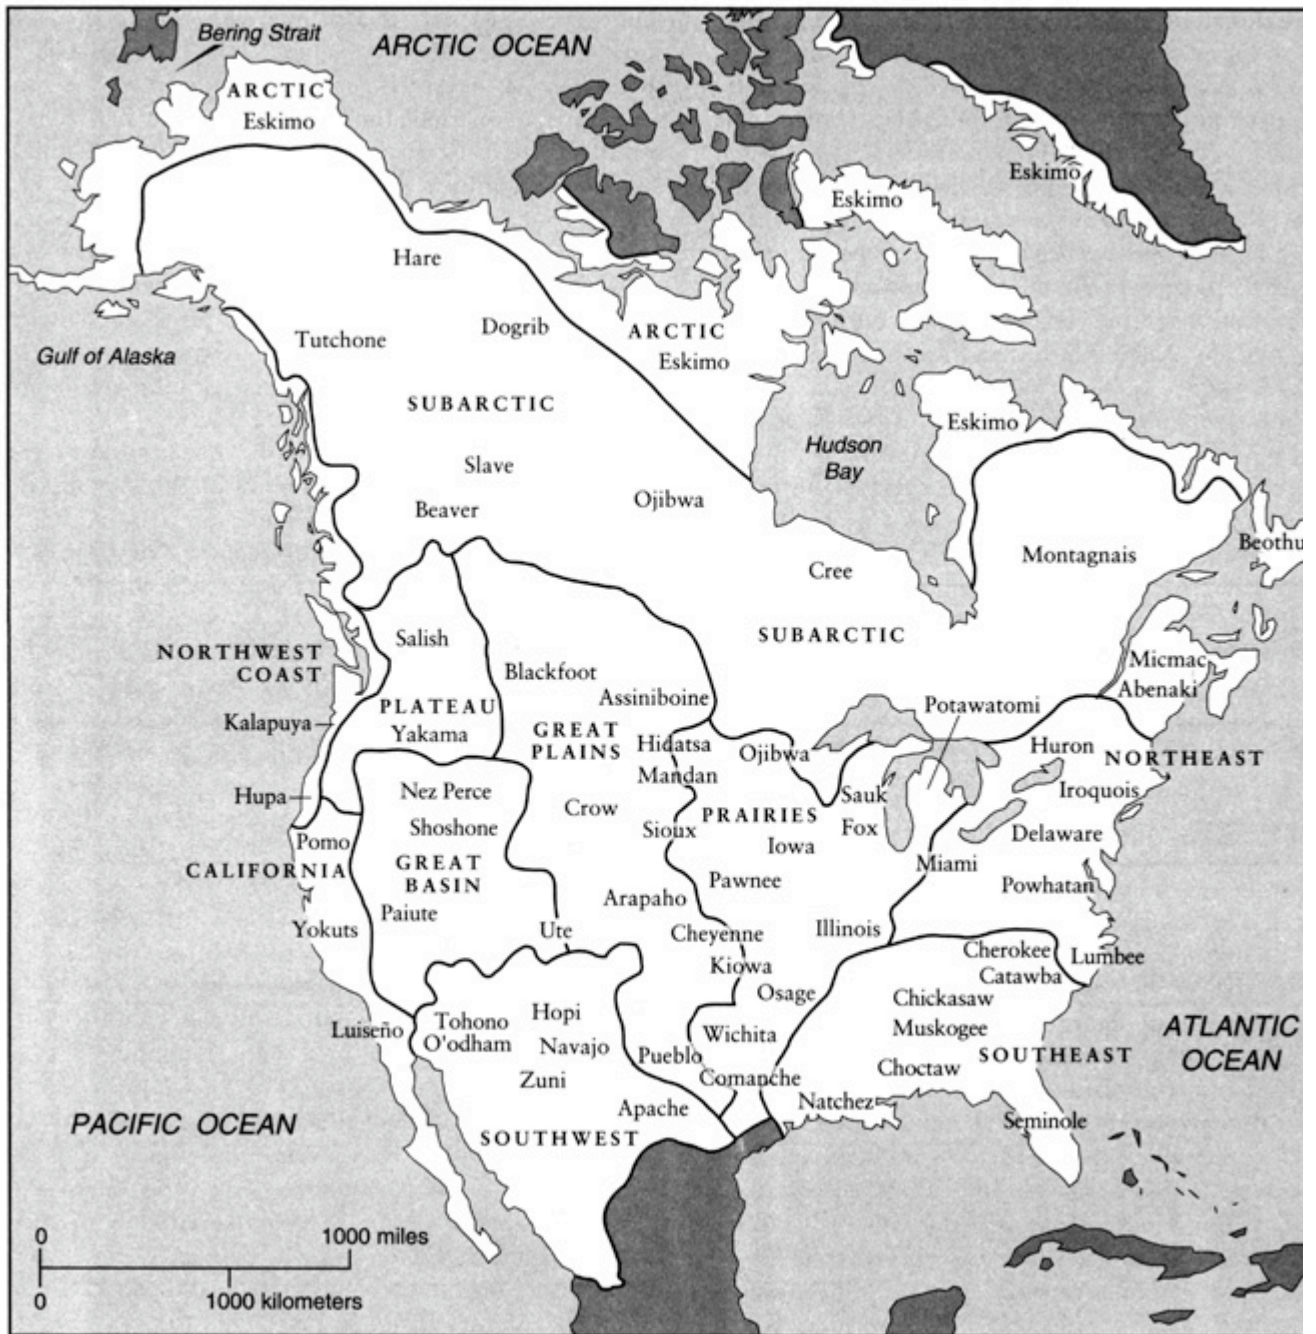 Bering Strait
ARCTIC OCEAN
ARCTIC
Eskimo
Eskimo
Eskimo
Hare
Dogrib
Tutchone
ARCTIC
Eskimo
Gulf of Alaska
SUBARCTIC
Eskimo
Hudson
Bay
Slave
Ojibwa
Beaver
Montagnais
Beothu
Cree
SUBARCTIC
Salish
NORTHWEST
COAST
Micmac
Abenaki
Blackfoot
Assiniboine
Potawatomi
PLATEAU
Kalapuya
Yakama
GREAT
PLAINS
Hidatsa
Ojibwa
Huron
NORTHEAST
Mandan
Nez Perce
Hupa
Sauk
Fox
Iroquois
Crow
PRAIRIES
Shoshone
Sioux
Iowa
Delaware
Pomo
CALIFORNIA
GREAT
BASIN
Miami
Pawnee
Powhatan
Arapaho
Paiute
Yokuts
Ute
Cheyenne
Illinois
Cherokee
Lumbee
Catawba
Kiowa
Osage
Chickasaw
Luiseño
Tohono
O'odham
Hopi
Navajo
Wichita
Muskogee
ATLANTIC
OCEAN
Pueblo
SOUTHEAST
Zuni
Comanche
Choctaw
Apache
Natchez
Seminole
PACIFIC OCEAN
SOUTHWEST
0
1000 miles
0
1000 kilometers